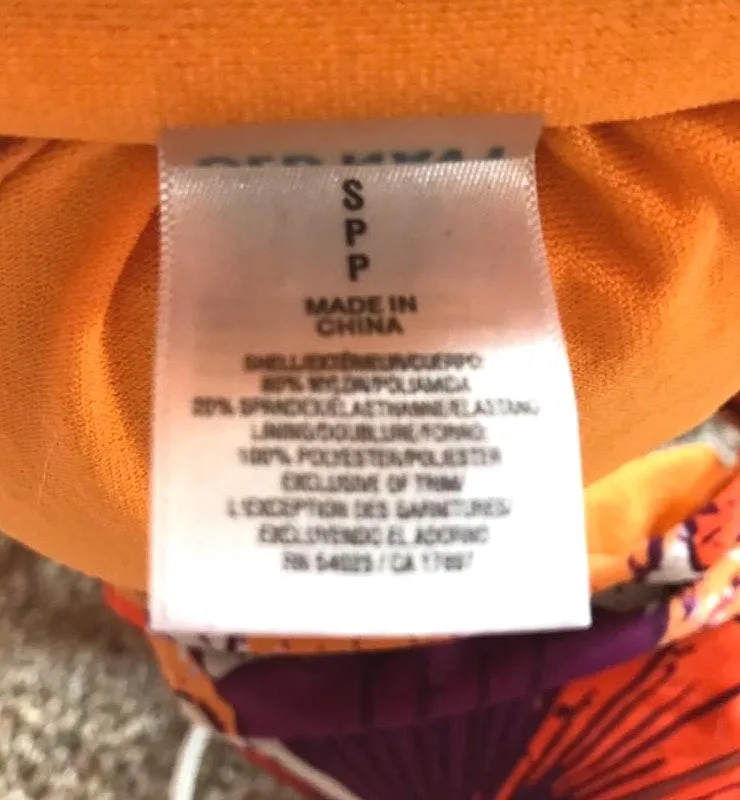 S
P
P
MADE IN
CHINA
SHELL/EXTÉRIEUR/CUERPO:
80% NYLON/POLIAMIDA
20% SPANDEX/ÉLASTHANNE/ELASTANO
LINING/DOUBLURE/FORRO:
100% POLYESTER/POLIÉSTER
EXCLUSIVE OF TRIM/
L'EXCEPTION DES GARNITURES/
EXCLUYENDO EL ADORNO
RN 54023 / CA 17897